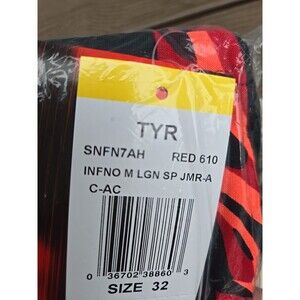 TYR
SNFN7AH RED 610
INFNO M LGN SP JMR-A
C-AC
0 36702 38860 3
SIZE 32